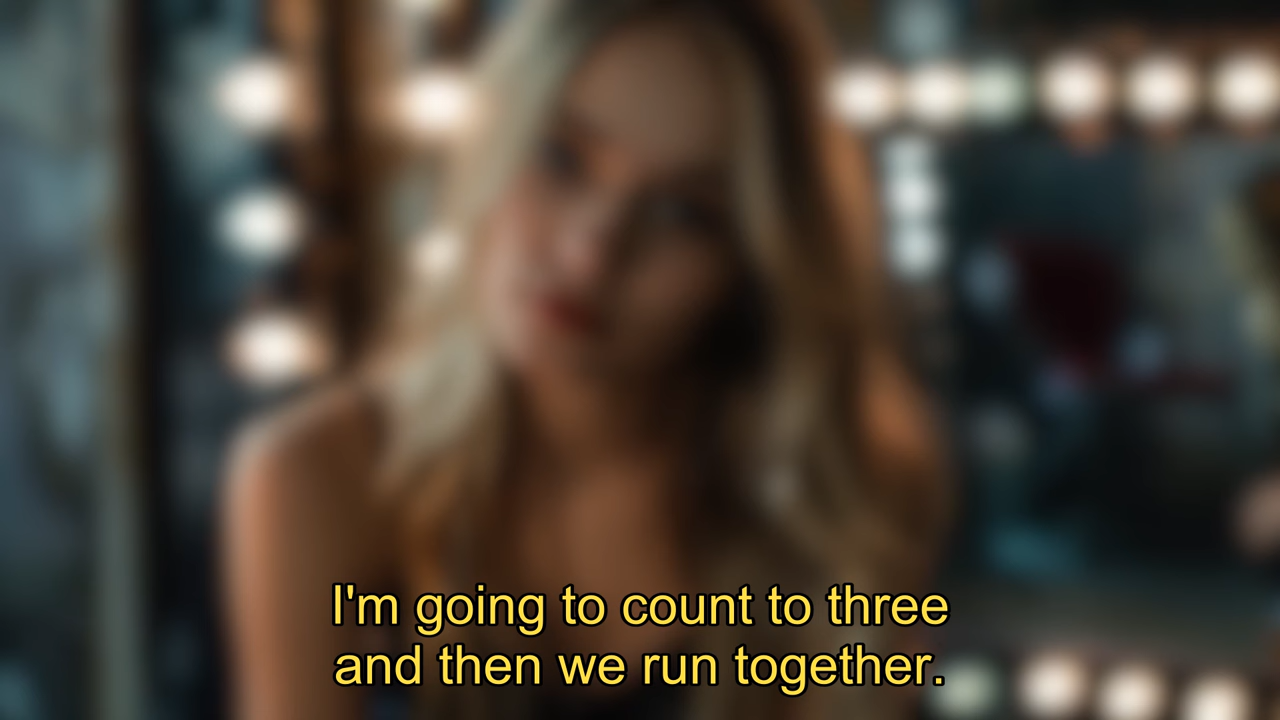 I'm going to count to three
and then we run together.